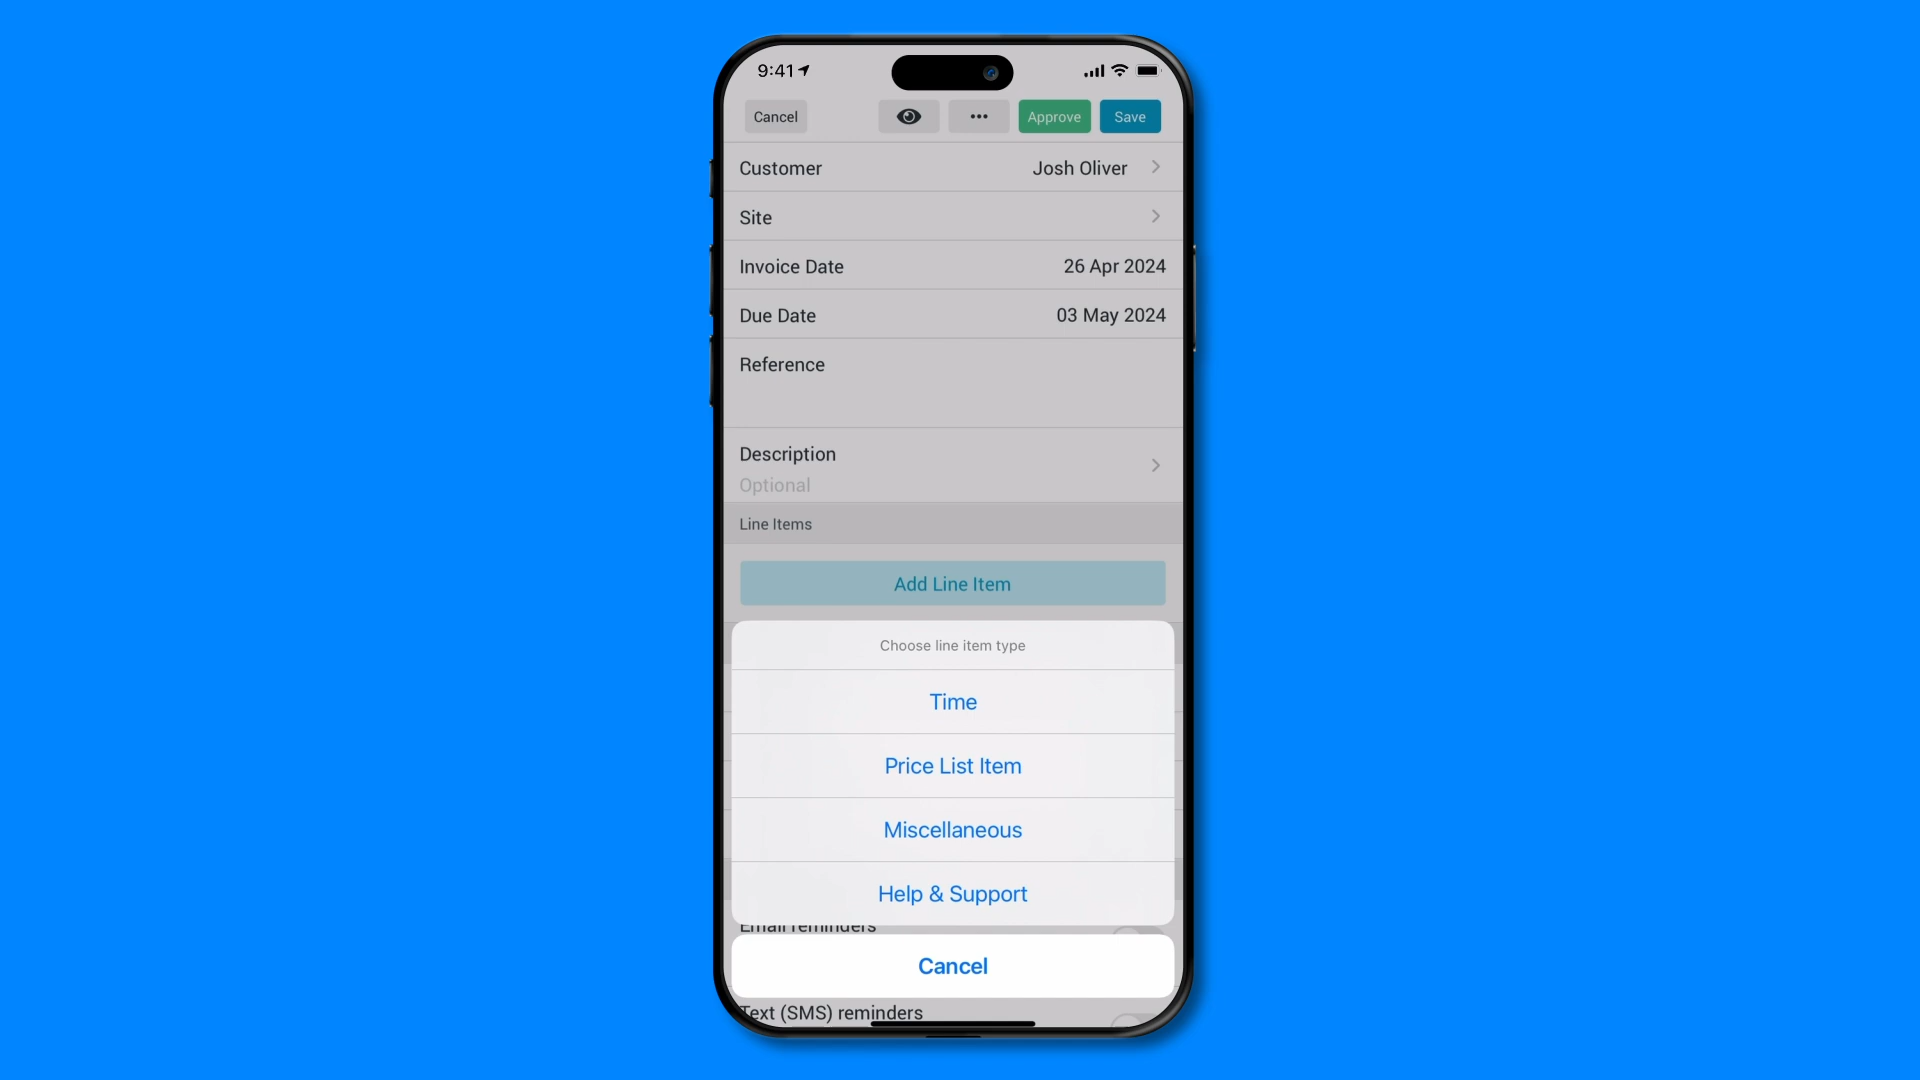 9:41
Cancel
Approve
Save
Customer
Josh Oliver
Site
Invoice Date
26 Apr 2024
Due Date
03 May 2024
Reference
Description
Optional
Line Items
Add Line Item
Choose line item type
Time
Price List Item
Miscellaneous
Help & Support
Email reminders
Cancel
Text (SMS) reminders